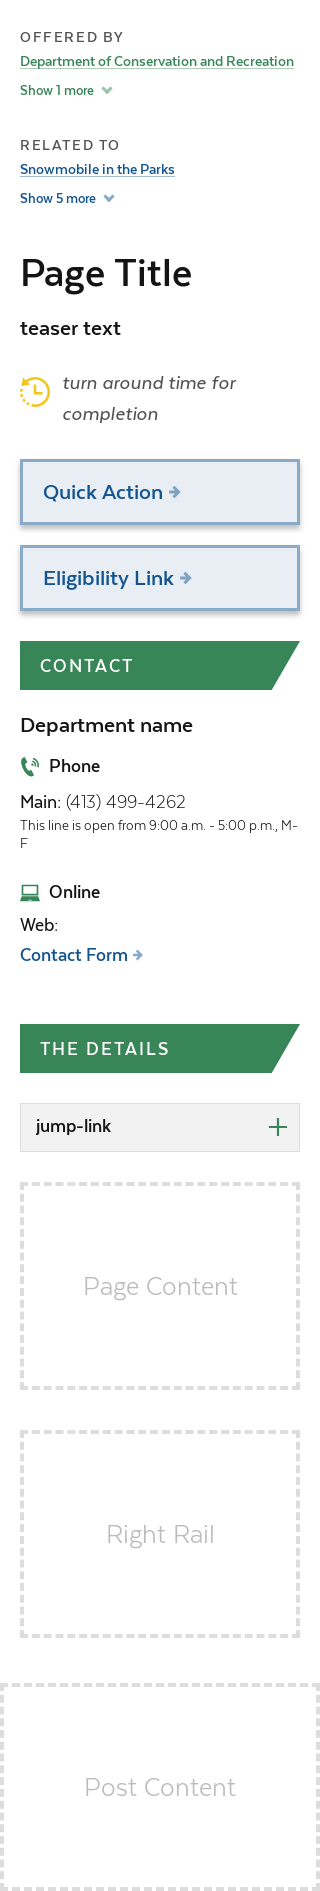 OFFERED BY
Department of Conservation and Recreation
Show 1 more
RELATED TO
Snowmobile in the Parks
Show 5 more
Page Title
teaser text
turn around time for
completion
Quick Action
Eligibility Link
CONTACT
Department name
Phone
Main: (413) 499-4262
This line is open from 9:00 a.m. - 5:00 p.m., M-
F
Online
Web:
Contact Form
THE DETAILS
jump-link
Page Content
Right Rail
Post Content